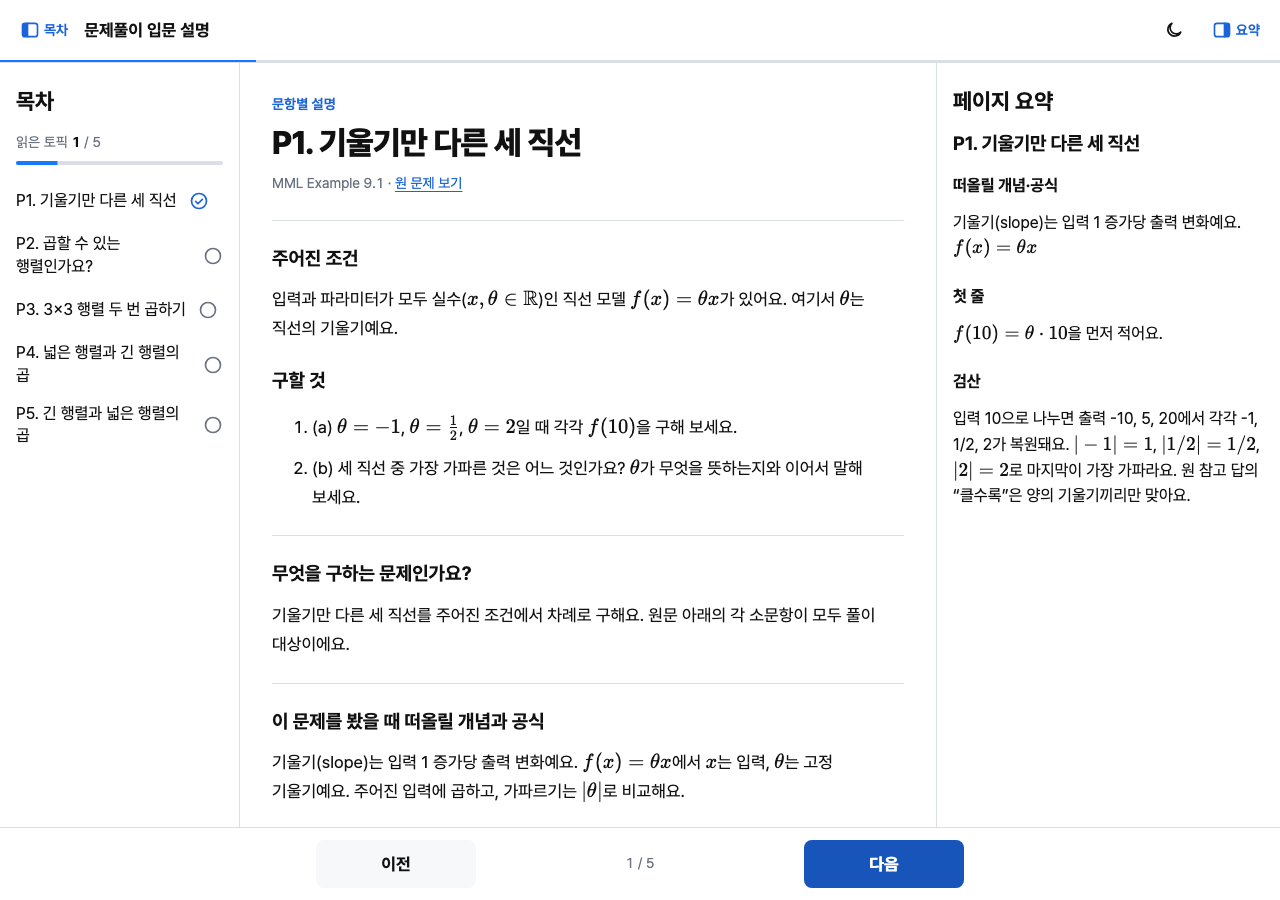 목차
문제풀이 입문 설명
요약
목차
읽은 토픽 1 / 5
P1. 기울기만 다른 세 직선
P2. 곱할 수 있는
행렬인가요?
P3. 3×3 행렬 두 번 곱하기
P4. 넓은 행렬과 긴 행렬의
곱
P5. 긴 행렬과 넓은 행렬의
곱
문항별 설명
P1. 기울기만 다른 세 직선
MML Example 9.1 · 원 문제 보기
주어진 조건
입력과 파라미터가 모두 실수(x, θ ∈ ℝ)인 직선 모델 f(x) = θx가 있어요. 여기서 θ는
직선의 기울기예요.
구할 것
1. (a) θ = −1, θ = 1/2, θ = 2일 때 각각 f(10)을 구해 보세요.
2. (b) 세 직선 중 가장 가파른 것은 어느 것인가요? θ가 무엇을 뜻하는지와 이어서 말해
보세요.
무엇을 구하는 문제인가요?
기울기만 다른 세 직선를 주어진 조건에서 차례로 구해요. 원문 아래의 각 소문항이 모두 풀이
대상이에요.
이 문제를 봤을 때 떠올릴 개념과 공식
기울기(slope)는 입력 1 증가당 출력 변화예요. f(x) = θx에서 x는 입력, θ는 고정
기울기예요. 주어진 입력에 곱하고, 가파르기는 |θ|로 비교해요.
페이지 요약
P1. 기울기만 다른 세 직선
떠올릴 개념·공식
기울기(slope)는 입력 1 증가당 출력 변화예요.
f(x) = θx
첫 줄
f(10) = θ · 10을 먼저 적어요.
검산
입력 10으로 나누면 출력 -10, 5, 20에서 각각 -1,
1/2, 2가 복원돼요. | − 1| = 1, |1/2| = 1/2,
|2| = 2로 마지막이 가장 가파라요. 원 참고 답의
“클수록”은 양의 기울기끼리만 맞아요.
이전
1 / 5
다음